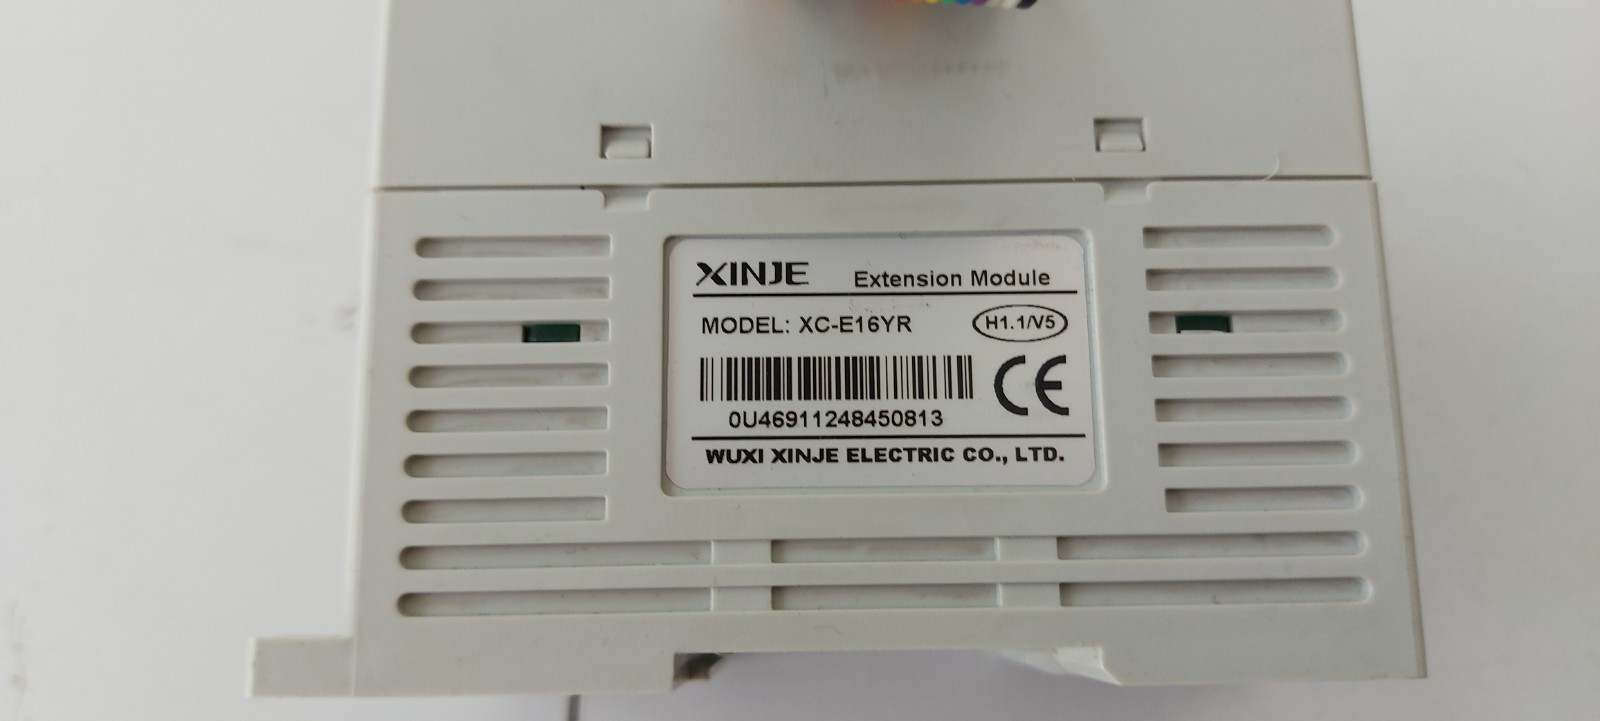 XINJE Extension Module
MODEL: XC-E16YR H1.1/V5
CE
0U46911248450813
WUXI XINJE ELECTRIC CO., LTD.